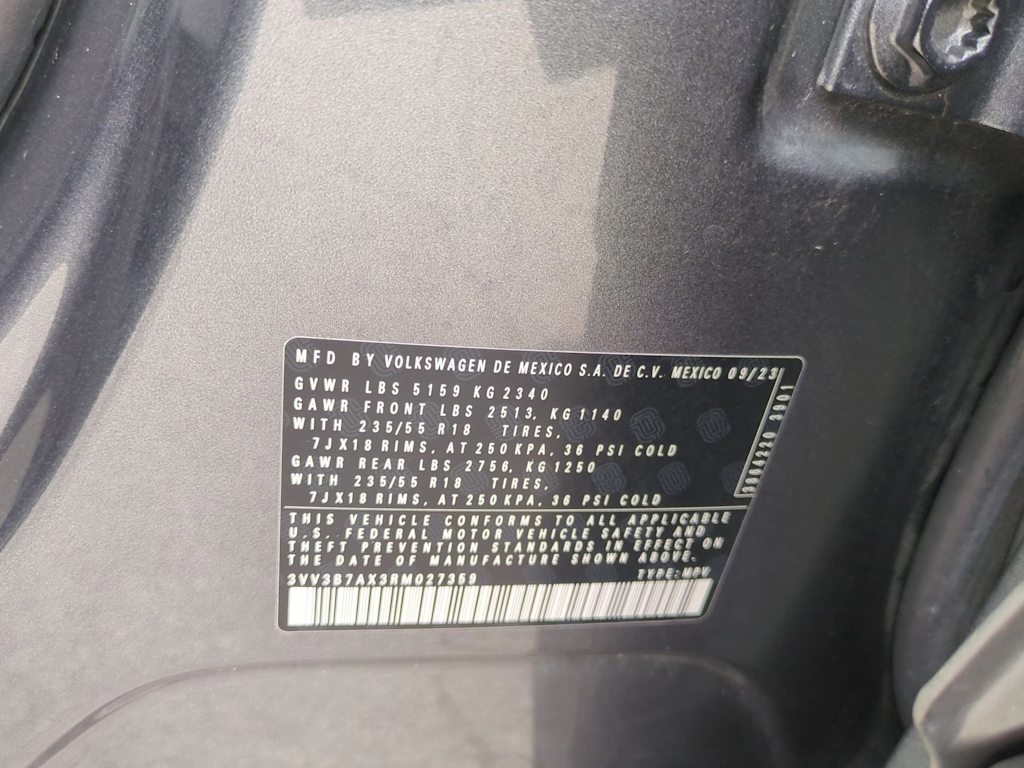 MFD BY VOLKSWAGEN DE MEXICO S.A. DE C.V. MEXICO 09/23
GVWR LBS 5159 KG 2340
GAWR FRONT LBS 2513, KG 1140
WITH 235/55 R18 TIRES,
7JX18 RIMS, AT 250 KPA, 36 PSI COLD
GAWR REAR LBS 2756, KG 1250
WITH 235/55 R18 TIRES,
7JX18 RIMS, AT 250KPA, 36 PSI COLD
THIS VEHICLE CONFORMS TO ALL APPLICABLE
U.S. FEDERAL MOTOR VEHICLE SAFETY AND
THEFT PREVENTION STANDARDS IN EFFECT ON
THE DATE OF MANUFACTURE SHOWN ABOVE.
3VV3B7AX3RM027359 TYPE:MPV